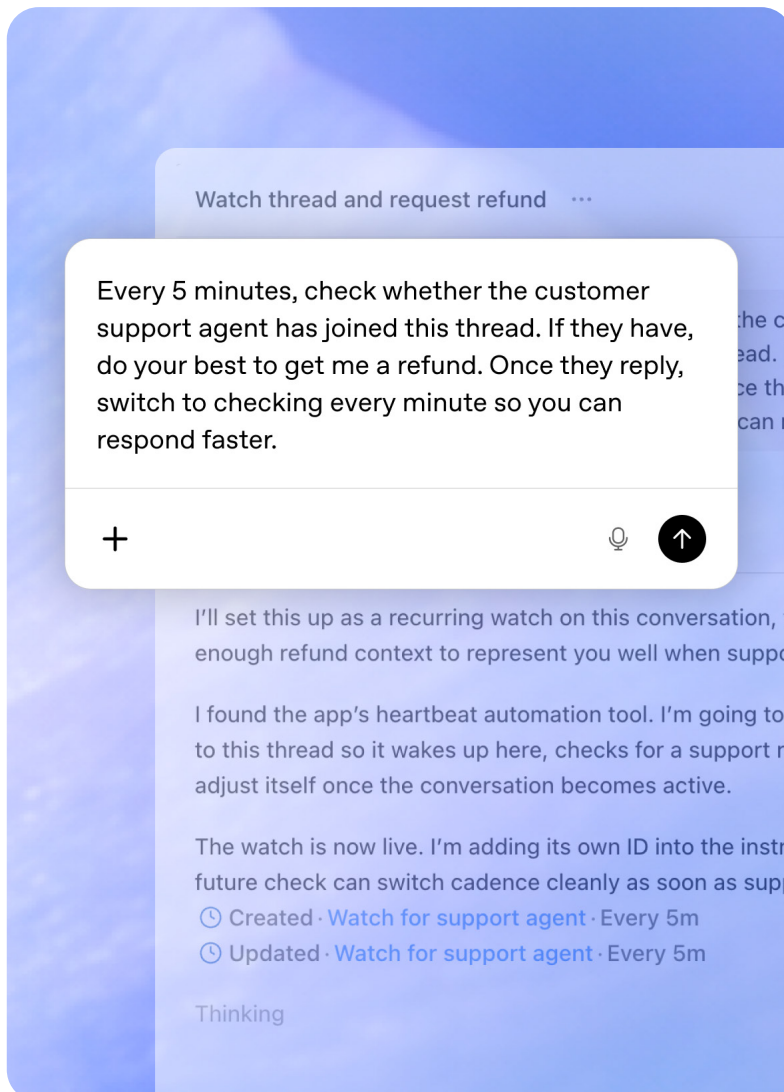 Watch thread and request refund ...
Every 5 minutes, check whether the customer
support agent has joined this thread. If they have,
do your best to get me a refund. Once they reply,
switch to checking every minute so you can
respond faster.
the
ead.
ce
can
I’ll set this up as a recurring watch on this conversation,
enough refund context to represent you well when
I found the app’s heartbeat automation tool. I’m going to
to this thread so it wakes up here, checks for a support
adjust itself once the conversation becomes active.
The watch is now live. I’m adding its own ID into the
future check can switch cadence cleanly as soon as
Created · Watch for support agent · Every 5m
Updated · Watch for support agent · Every 5m
Thinking